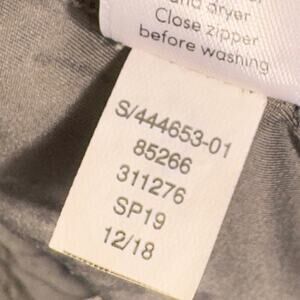 and dryer
Close zipper
before washing
S/444653-01
85266
311276
SP19
12/18